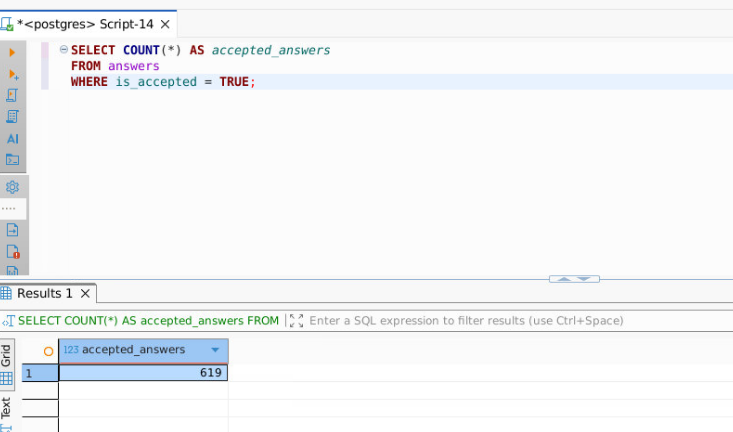 *<postgres> Script-14
SELECT COUNT(*) AS accepted_answers
FROM answers
WHERE is_accepted = TRUE;
AI
Results 1
SELECT COUNT(*) AS accepted_answers FROM
Enter a SQL expression to filter results (use Ctrl+Space)
Grid
123 accepted_answers
1 619
Text